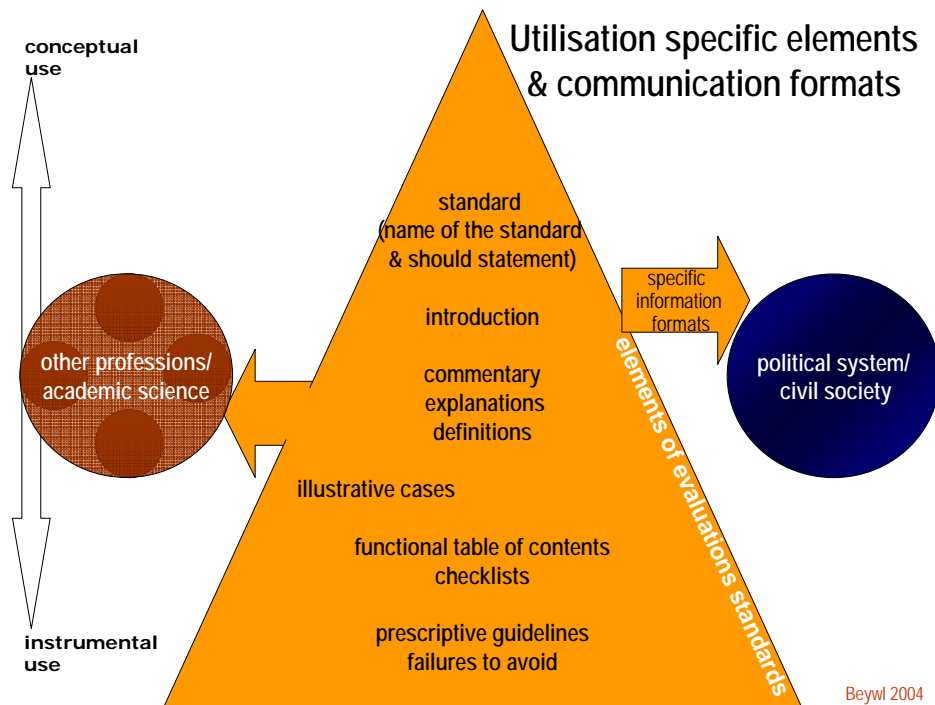 Utilisation specific elements
& communication formats
conceptual
use
standard
(name of the standard
& should statement)
introduction
commentary
explanations
definitions
illustrative cases
functional table of contents
checklists
prescriptive guidelines
failures to avoid
specific
information
formats
elements of evaluations standards
other professions/
academic science
political system/
civil society
instrumental
use
Beywl 2004